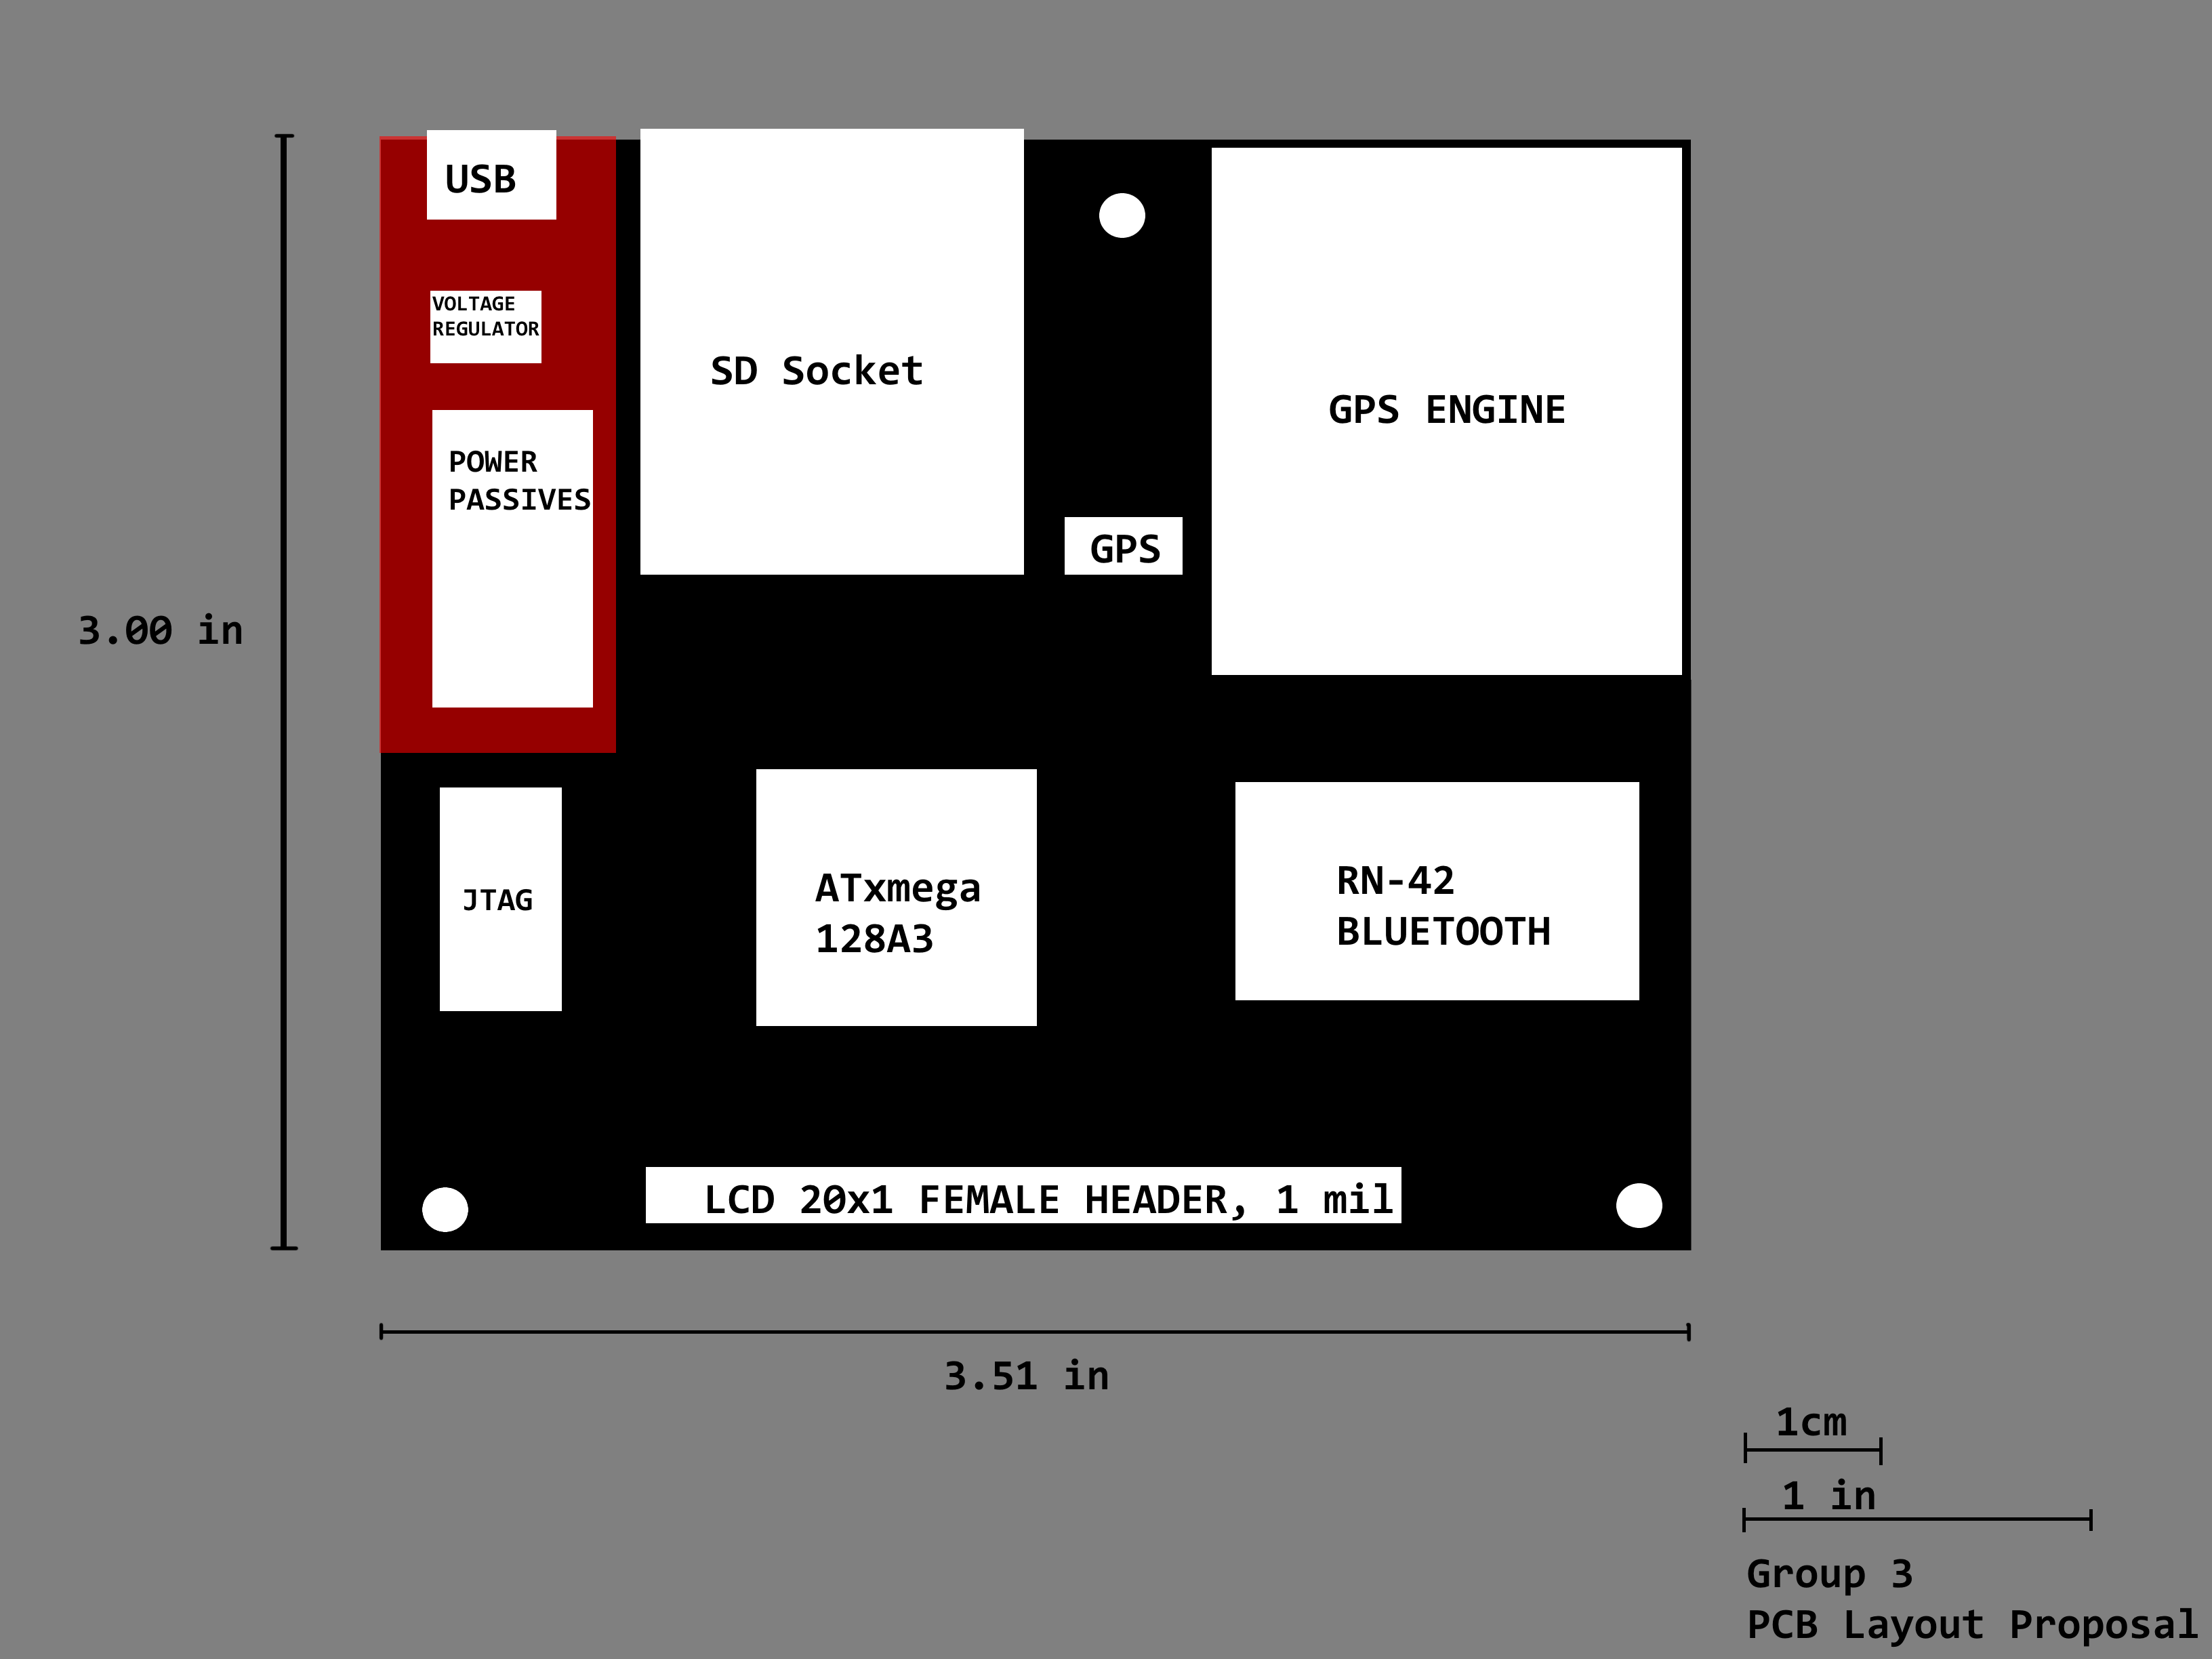 USB
VOLTAGE
REGULATOR
POWER
PASSIVES
SD Socket
GPS
GPS ENGINE
3.00 in
JTAG
ATxmega
128A3
RN-42
BLUETOOTH
LCD 20x1 FEMALE HEADER, 1 mil
3.51 in
1cm
1 in
Group 3
PCB Layout Proposal